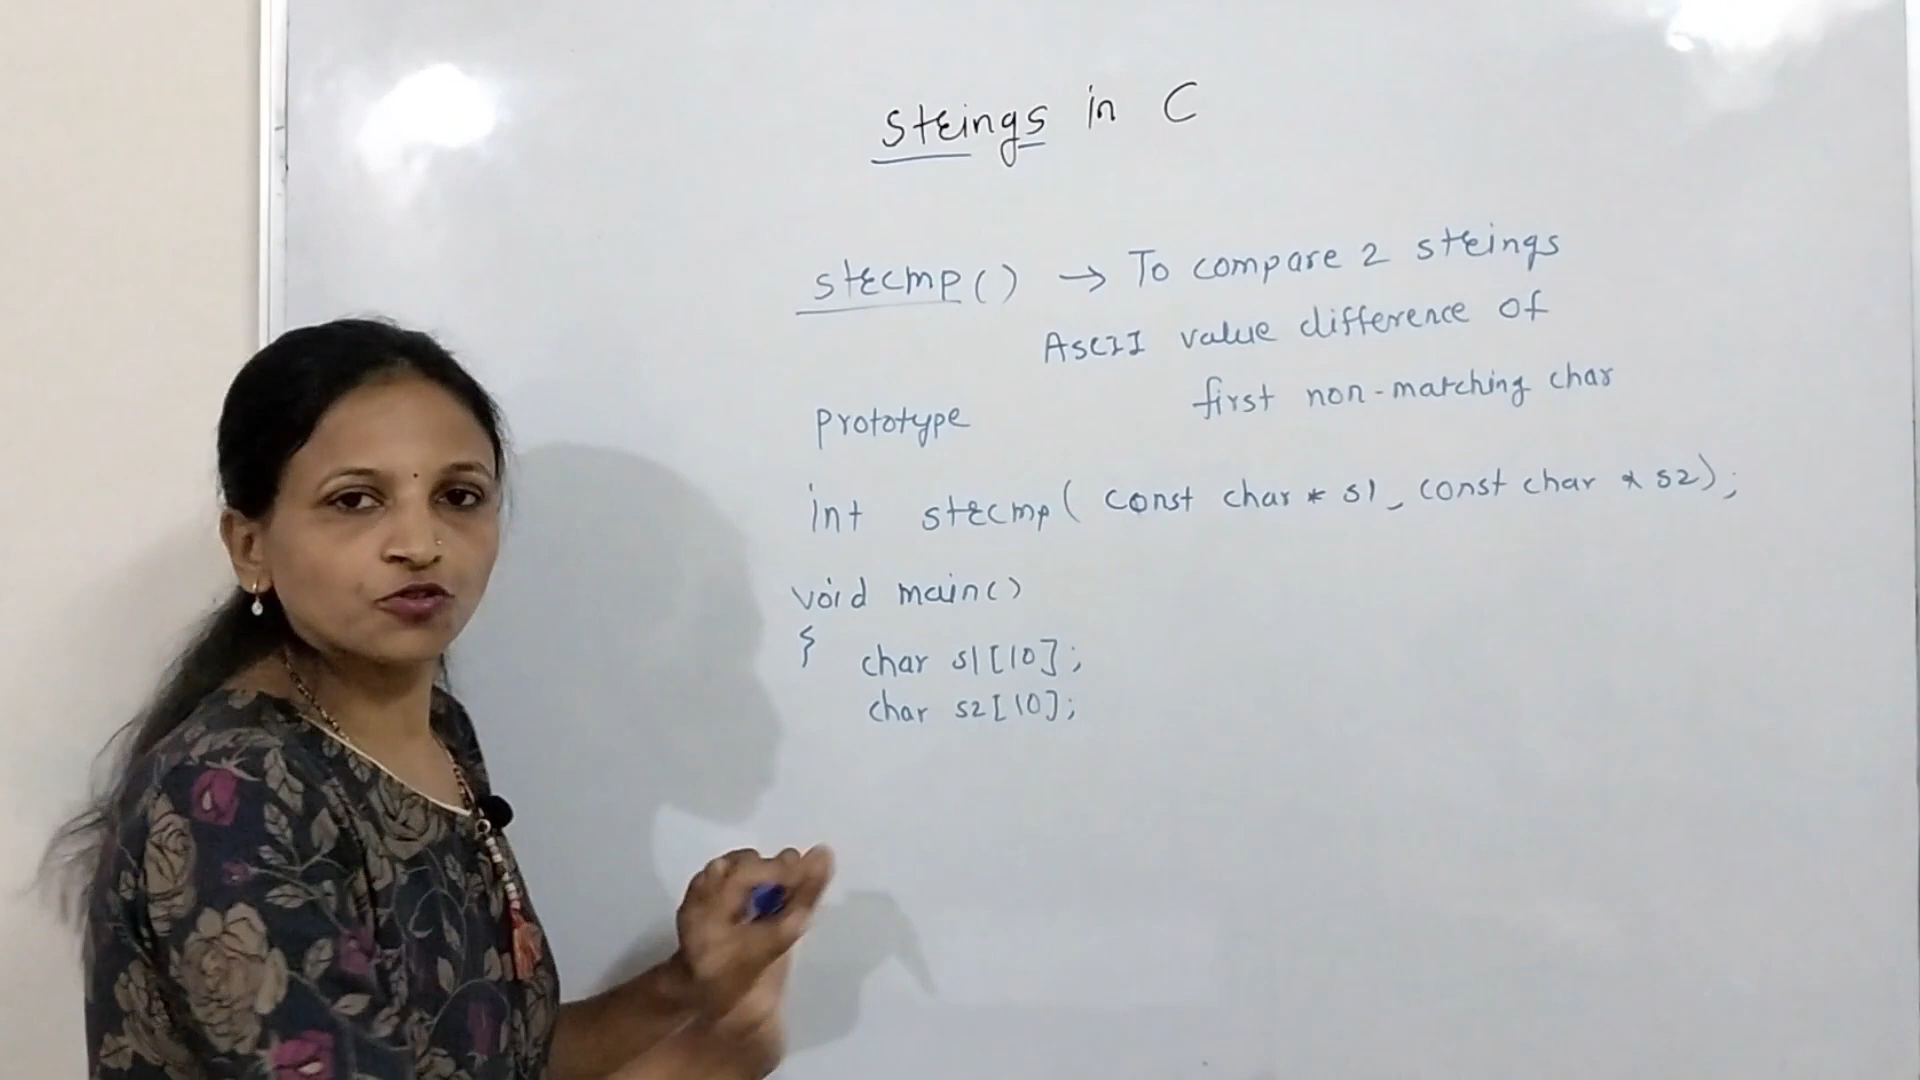 Strings in C
strcmp() → To compare 2 strings
ASCII value difference of
first non-matching char
Prototype
int strcmp( const char * s1, const char * s2);
void main()
{ char s1[10];
char s2[10];